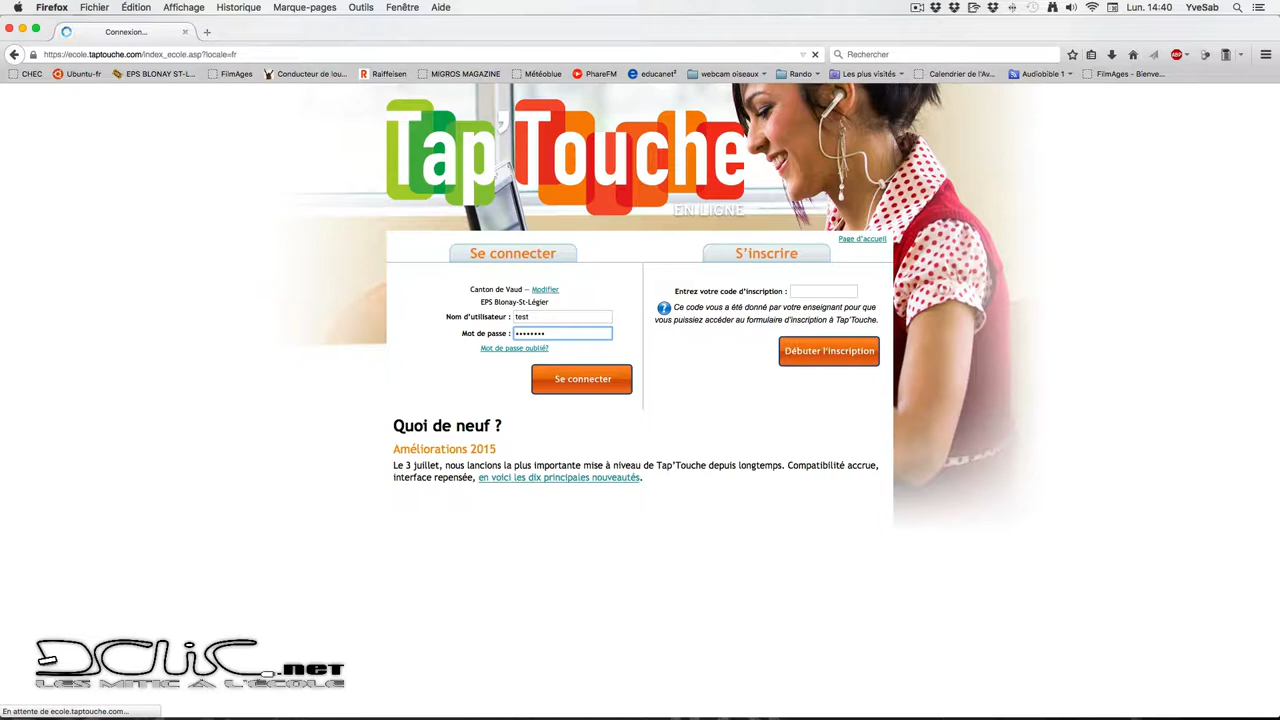 Firefox Fichier Édition Affichage Historique Marque-pages Outils Fenêtre Aide Lun. 14:40 YveSab
Connexion...
https://ecole.taptouche.com/index_ecole.asp?locale=fr Rechercher
CHEC Ubuntu-fr EPS BLONAY ST-L... FilmAges Conducteur de lou... Raiffeisen MIGROS MAGAZINE Météoblue PhareFM educanet² webcam oiseaux Rando Les plus visités Calendrier de l'Av... Audiobible 1 FilmAges - Bienve...
Tap'Touche
EN LIGNE
Page d'accueil
Se connecter S'inscrire
Canton de Vaud — Modifier
EPS Blonay-St-Légier
Nom d'utilisateur : test
Mot de passe : ••••••••
Mot de passe oublié?
Se connecter
Entrez votre code d'inscription :
? Ce code vous a été donné par votre enseignant pour que
vous puissiez accéder au formulaire d'inscription à Tap'Touche.
Débuter l'inscription
Quoi de neuf ?
Améliorations 2015
Le 3 juillet, nous lancions la plus importante mise à niveau de Tap'Touche depuis longtemps. Compatibilité accrue,
interface repensée, en voici les dix principales nouveautés.
DCliC.net
LES MITIC À L'ÉCOLE
En attente de ecole.taptouche.com...